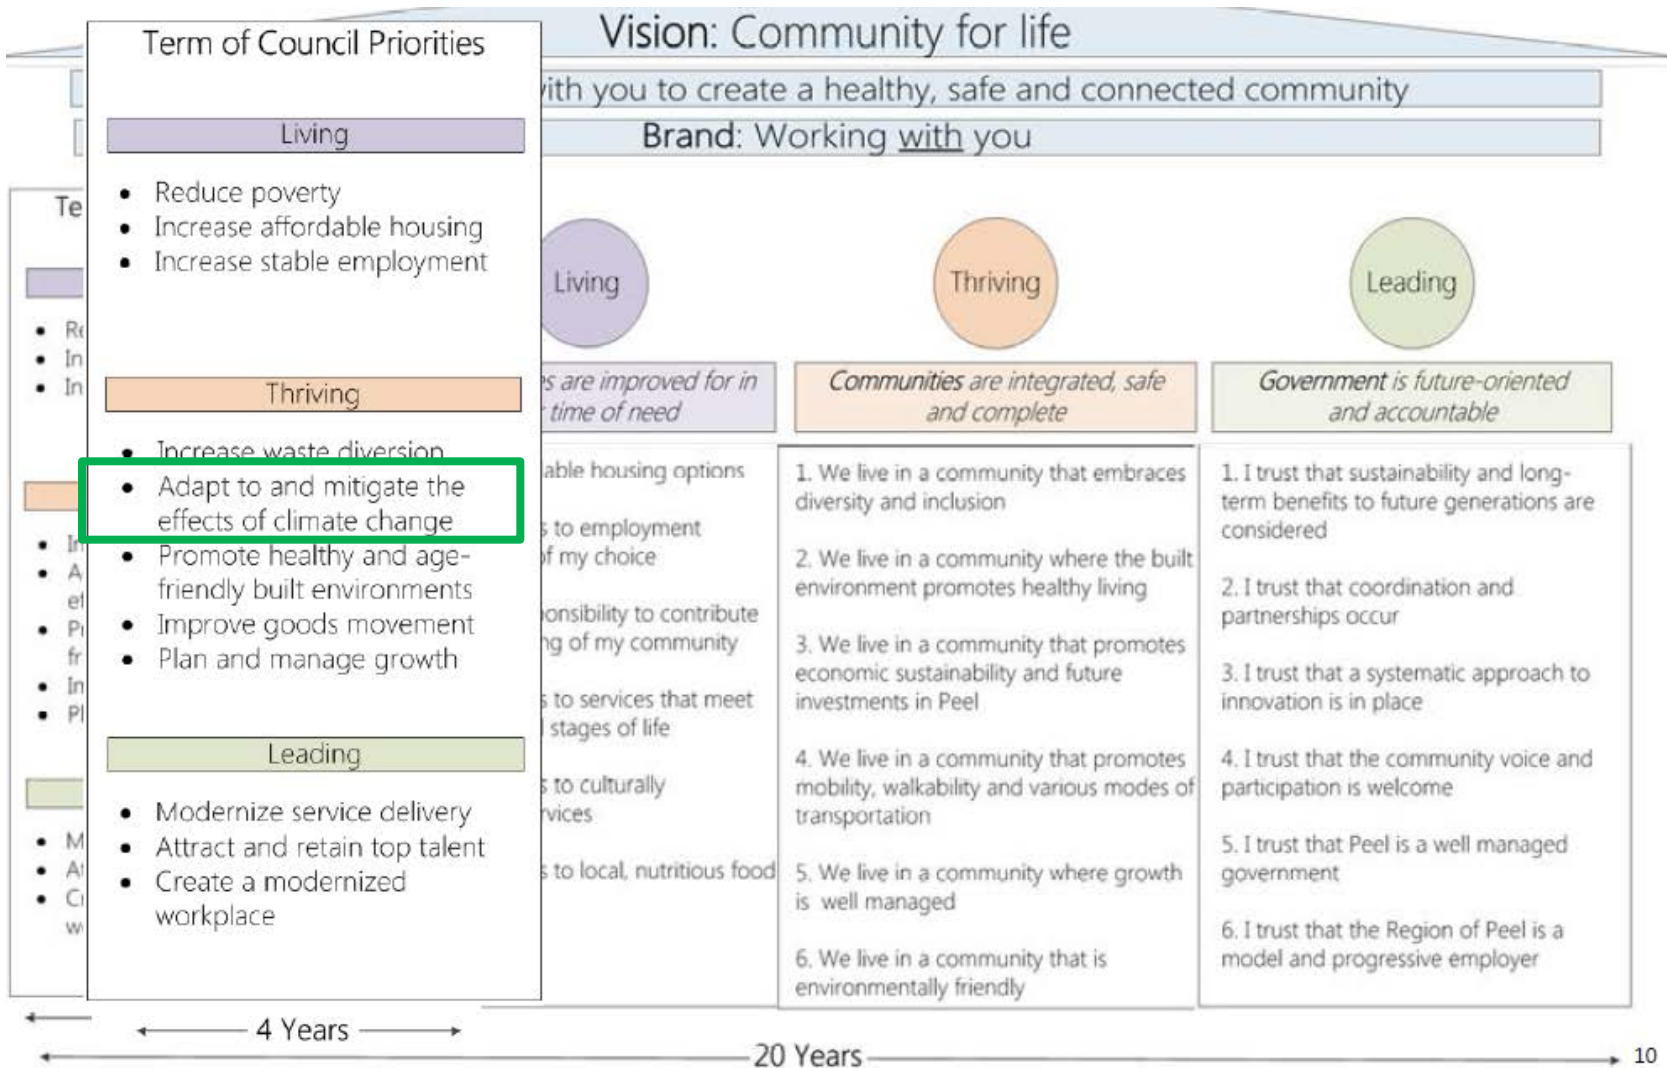 Vision: Community for life
with you to create a healthy, safe and connected community
Brand: Working with you
Term of Council Priorities
Living
• Reduce poverty
• Increase affordable housing
• Increase stable employment
Thriving
• Increase waste diversion
• Adapt to and mitigate the
effects of climate change
• Promote healthy and age-
friendly built environments
• Improve goods movement
• Plan and manage growth
Leading
• Modernize service delivery
• Attract and retain top talent
• Create a modernized
workplace
4 Years
Living
are improved for in
time of need
housing options
to employment
my choice
to contribute
of my community
to services that meet
stages of life
to culturally
to local, nutritious food
Thriving
Communities are integrated, safe
and complete
1. We live in a community that embraces
diversity and inclusion
2. We live in a community where the built
environment promotes healthy living
3. We live in a community that promotes
economic sustainability and future
investments in Peel
4. We live in a community that promotes
mobility, walkability and various modes of
transportation
5. We live in a community where growth
is well managed
6. We live in a community that is
environmentally friendly
Leading
Government is future-oriented
and accountable
1. I trust that sustainability and long-
term benefits to future generations are
considered
2. I trust that coordination and
partnerships occur
3. I trust that a systematic approach to
innovation is in place
4. I trust that the community voice and
participation is welcome
5. I trust that Peel is a well managed
government
6. I trust that the Region of Peel is a
model and progressive employer
20 Years
10